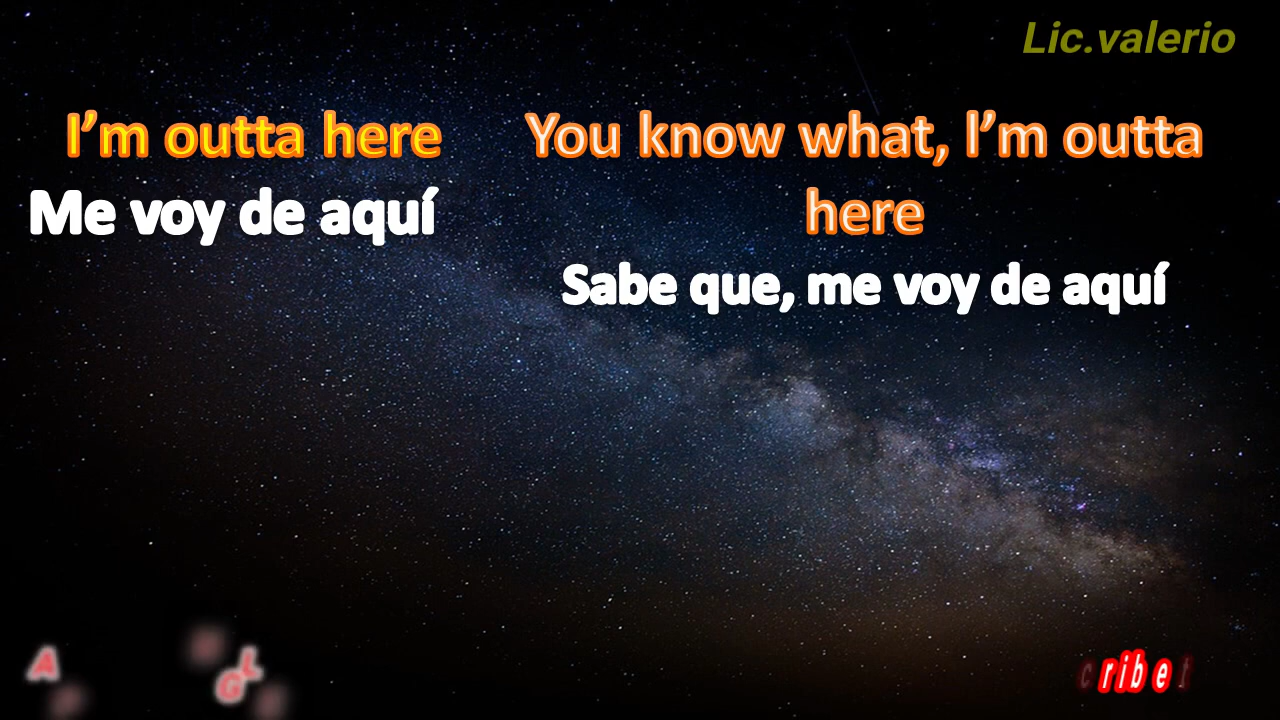 Lic.valerio
I'm outta here
Me voy de aquí
You know what, I'm outta
here
Sabe que, me voy de aquí
A
L
G
cribet